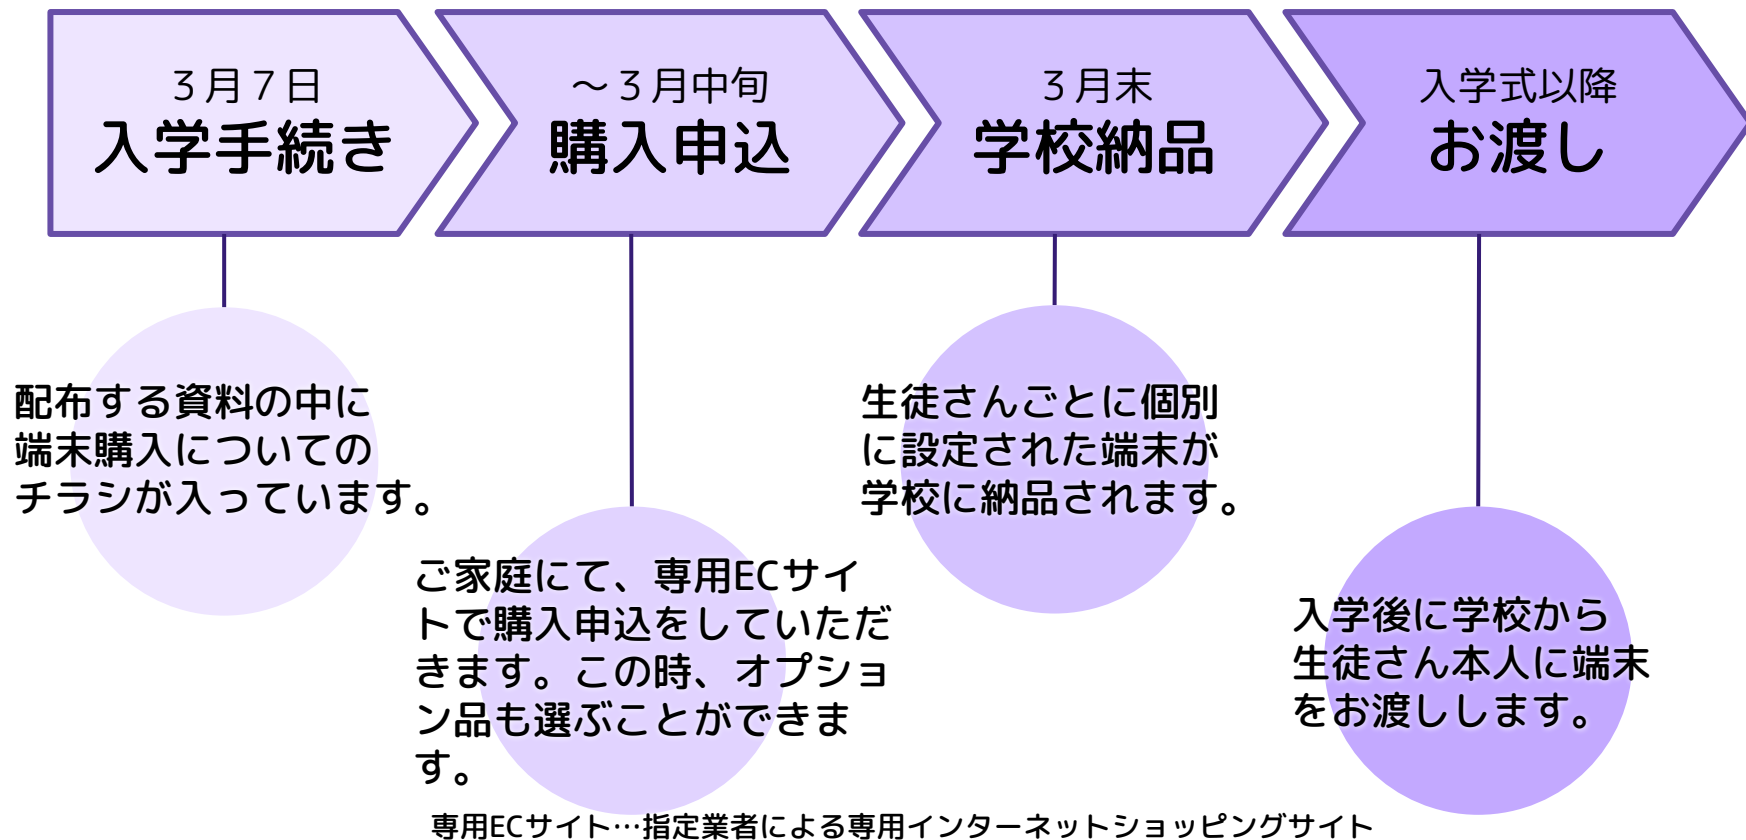 ３月７日
入学手続き
～３月中旬
購入申込
３月末
学校納品
入学式以降
お渡し
配布する資料の中に
端末購入についての
チラシが入っています。
ご家庭にて、専用ECサイ
トで購入申込をしていただ
きます。この時、オプショ
ン品も選ぶことができま
す。
生徒さんごとに個別
に設定された端末が
学校に納品されます。
入学後に学校から
生徒さん本人に端末
をお渡しします。
専用ECサイト…指定業者による専用インターネットショッピングサイト